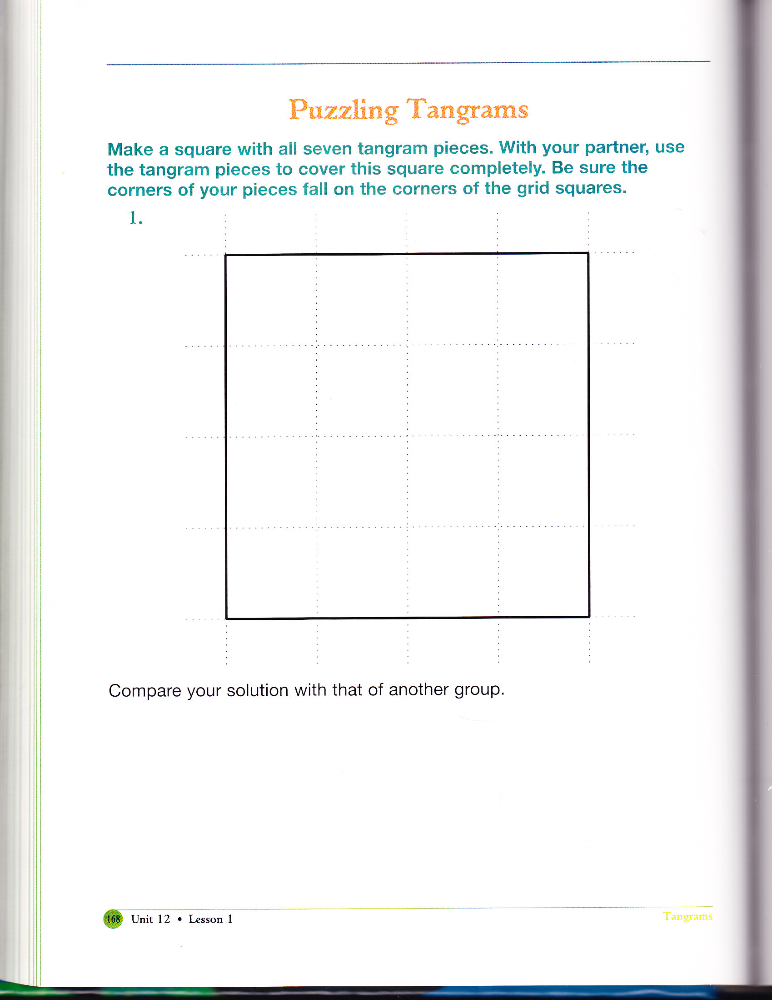 Puzzling Tangrams
Make a square with all seven tangram pieces. With your partner, use
the tangram pieces to cover this square completely. Be sure the
corners of your pieces fall on the corners of the grid squares.
1.
Compare your solution with that of another group.
168 Unit 12 • Lesson 1
Tangrams